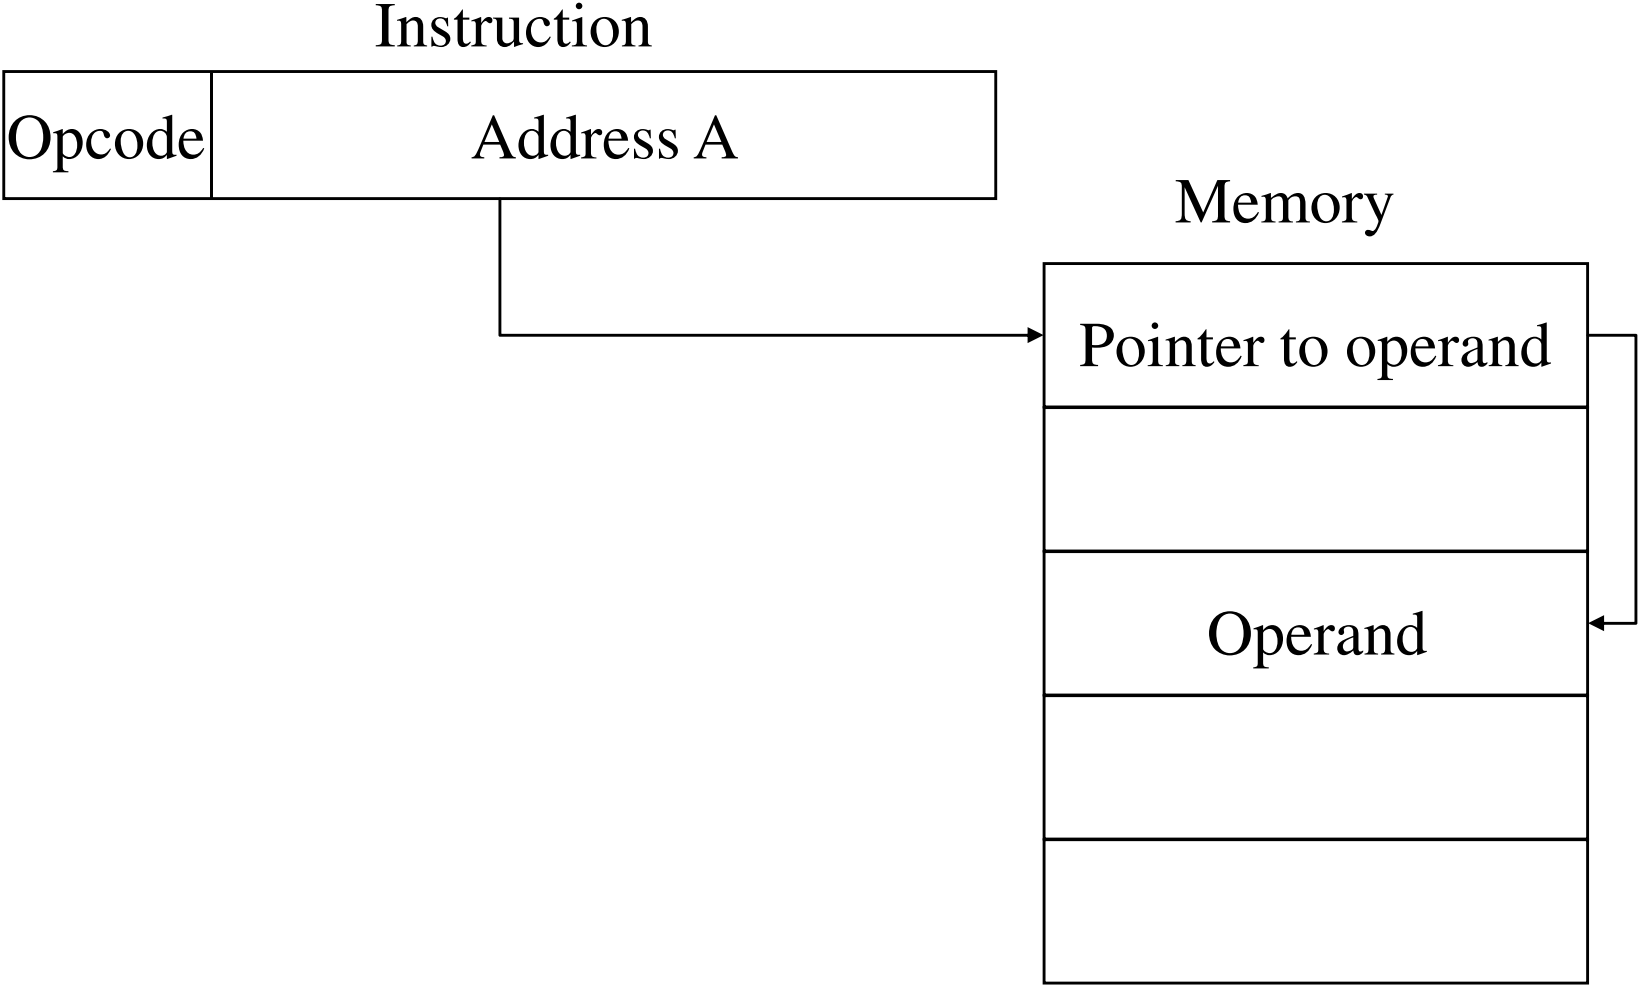 Instruction
Opcode
Address A
Memory
Pointer to operand
Operand